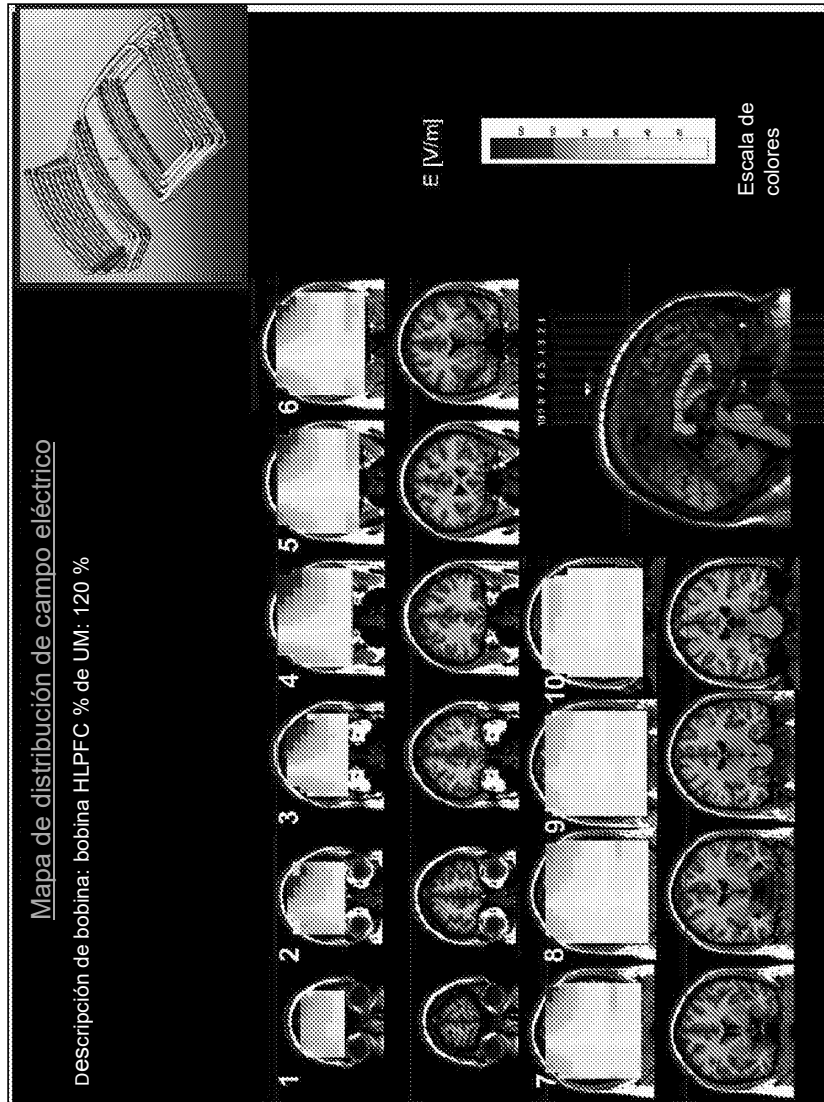 Mapa de distribución de campo eléctrico
Descripción de bobina: bobina HLPFC % de UM: 120 %
1
2
3
4
5
6
7
8
9
10
E [V/m]
Escala de
colores